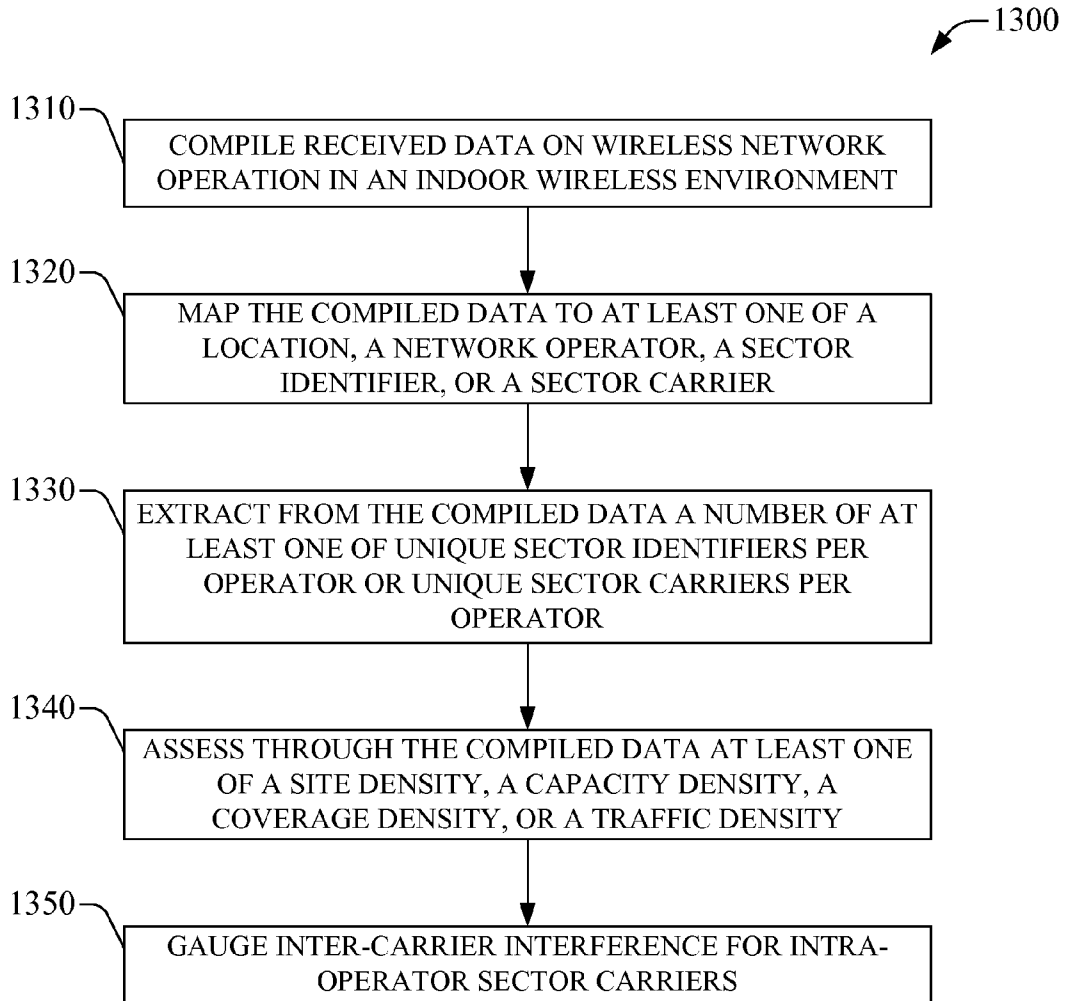 1300
1310
COMPILE RECEIVED DATA ON WIRELESS NETWORK
OPERATION IN AN INDOOR WIRELESS ENVIRONMENT
1320
MAP THE COMPILED DATA TO AT LEAST ONE OF A
LOCATION, A NETWORK OPERATOR, A SECTOR
IDENTIFIER, OR A SECTOR CARRIER
1330
EXTRACT FROM THE COMPILED DATA A NUMBER OF AT
LEAST ONE OF UNIQUE SECTOR IDENTIFIERS PER
OPERATOR OR UNIQUE SECTOR CARRIERS PER
OPERATOR
1340
ASSESS THROUGH THE COMPILED DATA AT LEAST ONE
OF A SITE DENSITY, A CAPACITY DENSITY, A
COVERAGE DENSITY, OR A TRAFFIC DENSITY
1350
GAUGE INTER-CARRIER INTERFERENCE FOR INTRA-
OPERATOR SECTOR CARRIERS